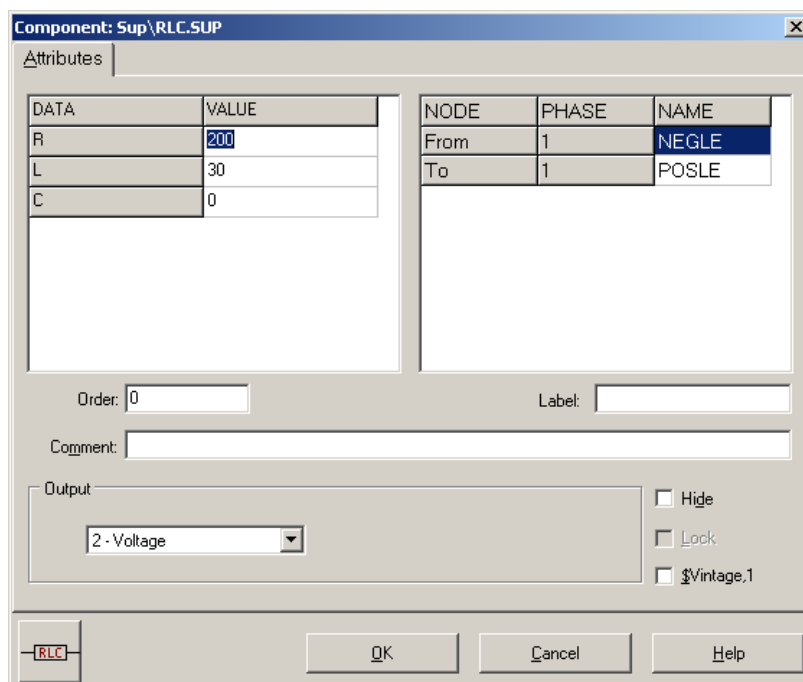 Component: Sup\RLC.SUP
Attributes
DATA VALUE
R 200
L 30
C 0
NODE PHASE NAME
From 1 NEGLE
To 1 POSLE
Order: 0
Label:
Comment:
Output
2 - Voltage
Hide
Lock
$Vintage,1
RLC
OK
Cancel
Help